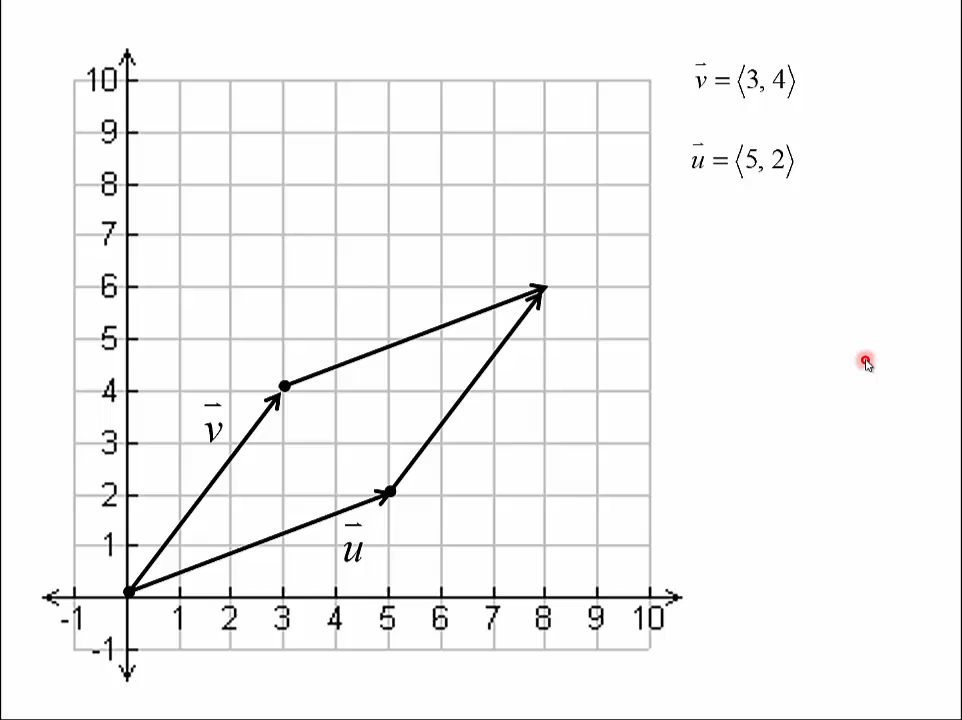 v⃗ = ⟨3, 4⟩
u⃗ = ⟨5, 2⟩
10
9
8
7
6
5
4
3
2
1
-1
v⃗
u⃗
-1 1 2 3 4 5 6 7 8 9 10